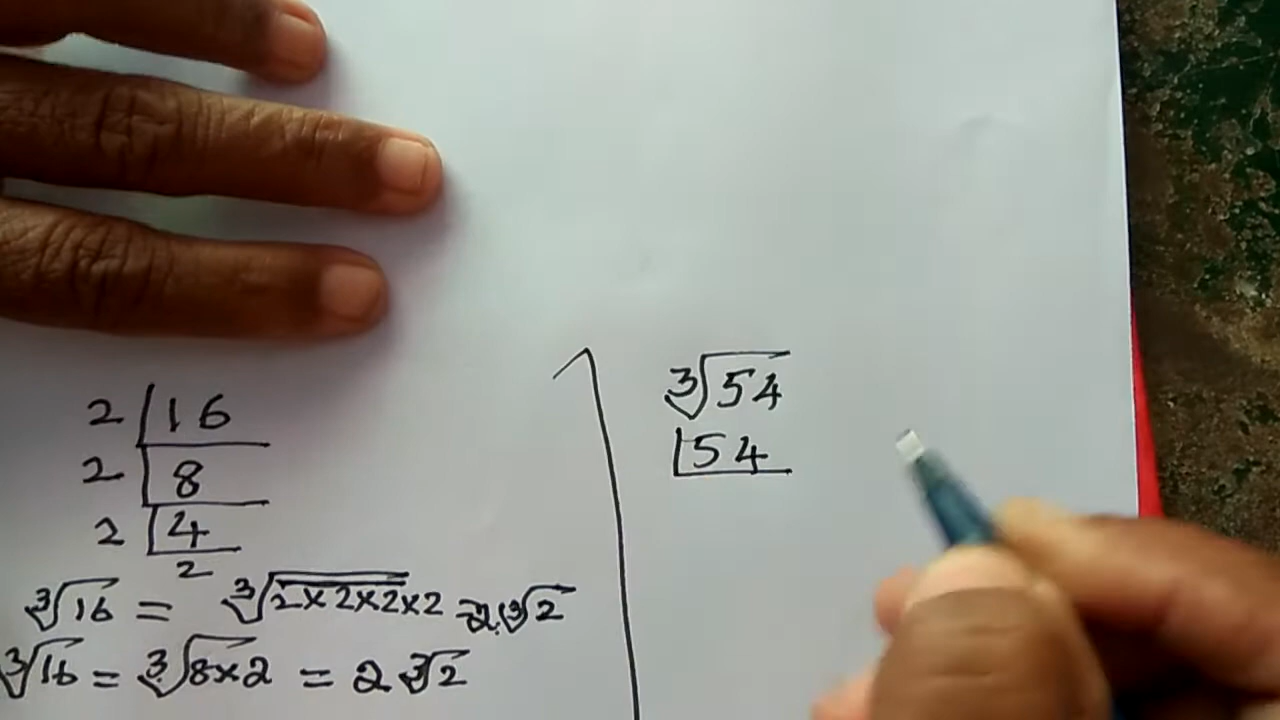 2 | 16
2 | 8
2 | 4
2
∛16 = ∛2×2×2×2 = 2.∛2
∛16 = ∛8×2 = 2 ∛2
∛54
54